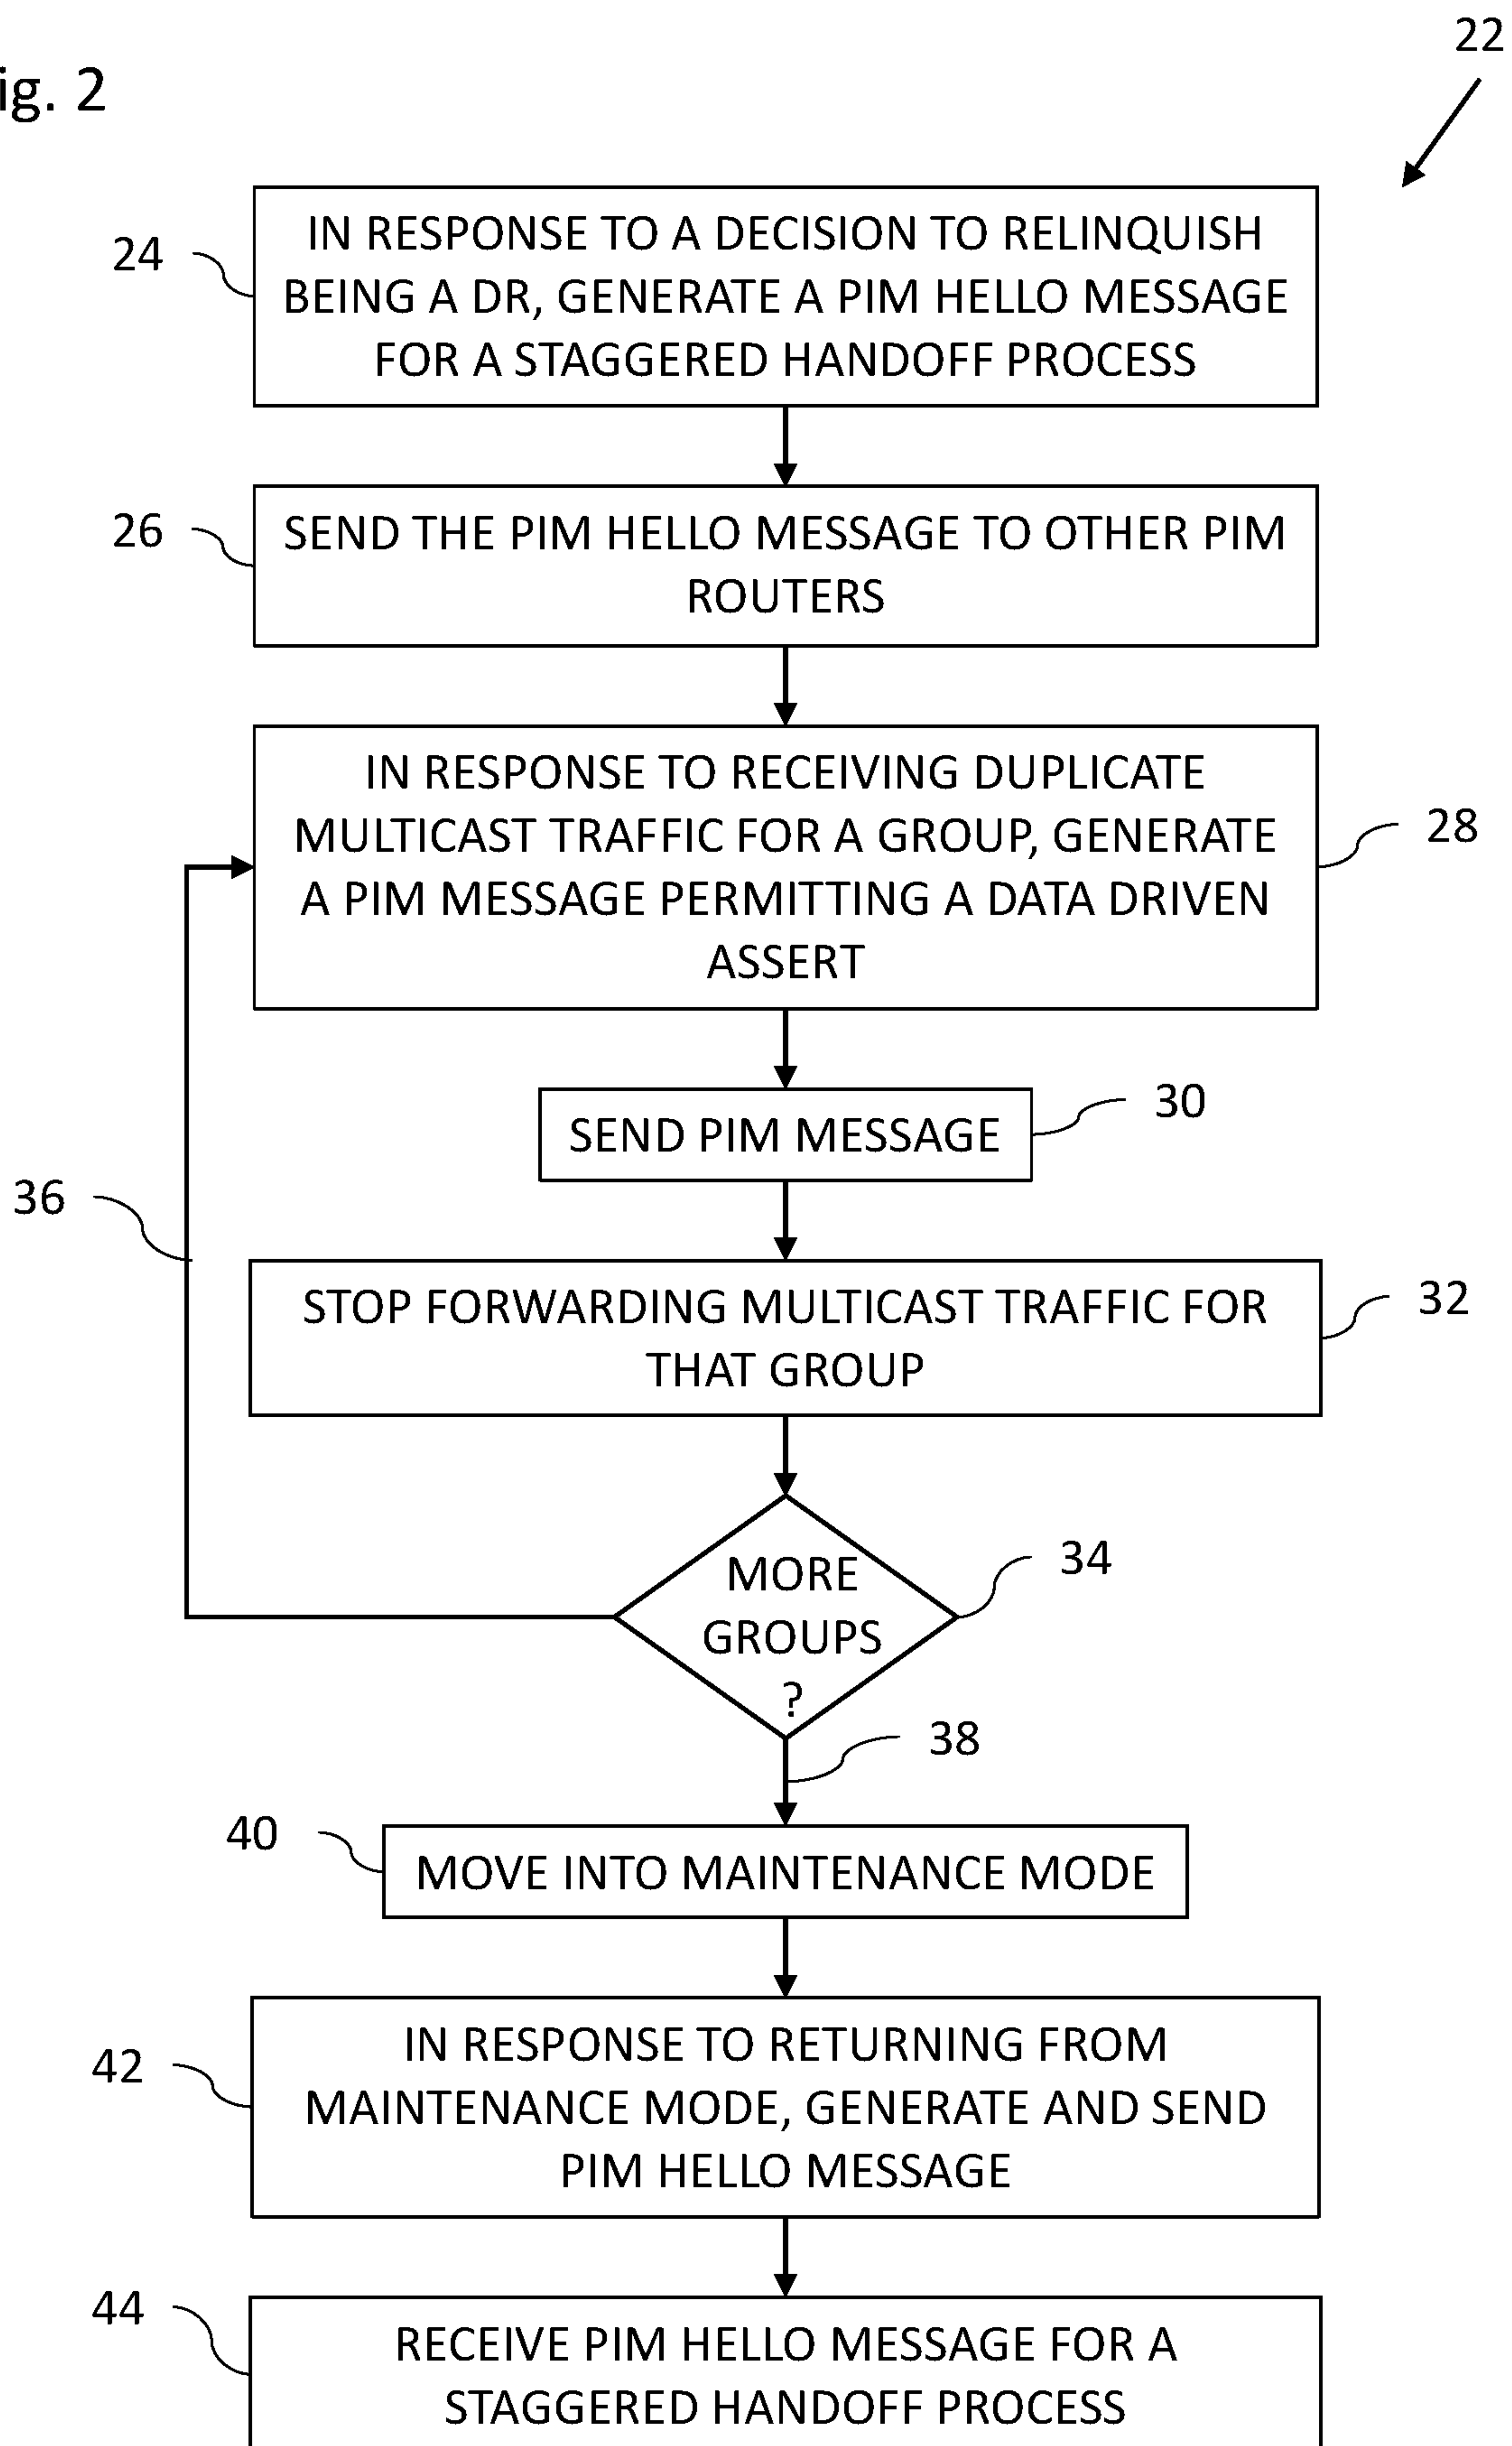 ig. 2
22
24
IN RESPONSE TO A DECISION TO RELINQUISH
BEING A DR, GENERATE A PIM HELLO MESSAGE
FOR A STAGGERED HANDOFF PROCESS
26
SEND THE PIM HELLO MESSAGE TO OTHER PIM
ROUTERS
IN RESPONSE TO RECEIVING DUPLICATE
MULTICAST TRAFFIC FOR A GROUP, GENERATE
A PIM MESSAGE PERMITTING A DATA DRIVEN
ASSERT
28
SEND PIM MESSAGE
30
36
STOP FORWARDING MULTICAST TRAFFIC FOR
THAT GROUP
32
MORE
GROUPS
?
34
38
40
MOVE INTO MAINTENANCE MODE
42
IN RESPONSE TO RETURNING FROM
MAINTENANCE MODE, GENERATE AND SEND
PIM HELLO MESSAGE
44
RECEIVE PIM HELLO MESSAGE FOR A
STAGGERED HANDOFF PROCESS